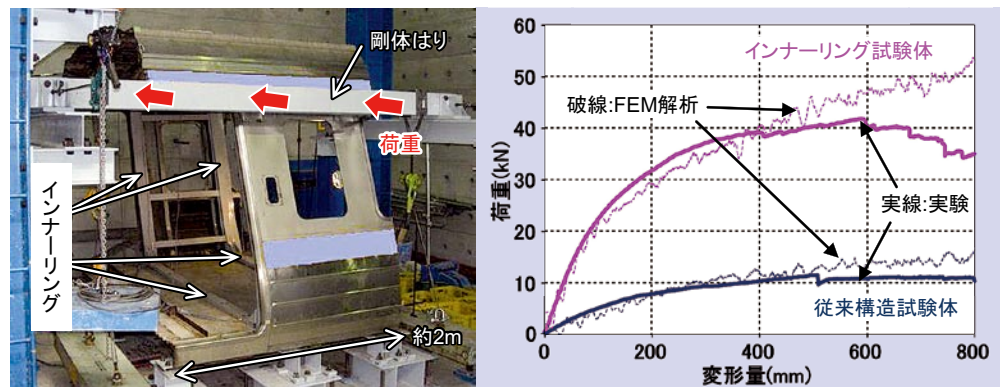 剛体はり
荷重
インナーリング
約2m
60
50
40
30
20
10
0
荷重(kN)
インナーリング試験体
破線:FEM解析
実線:実験
従来構造試験体
0
200
400
600
800
変形量(mm)